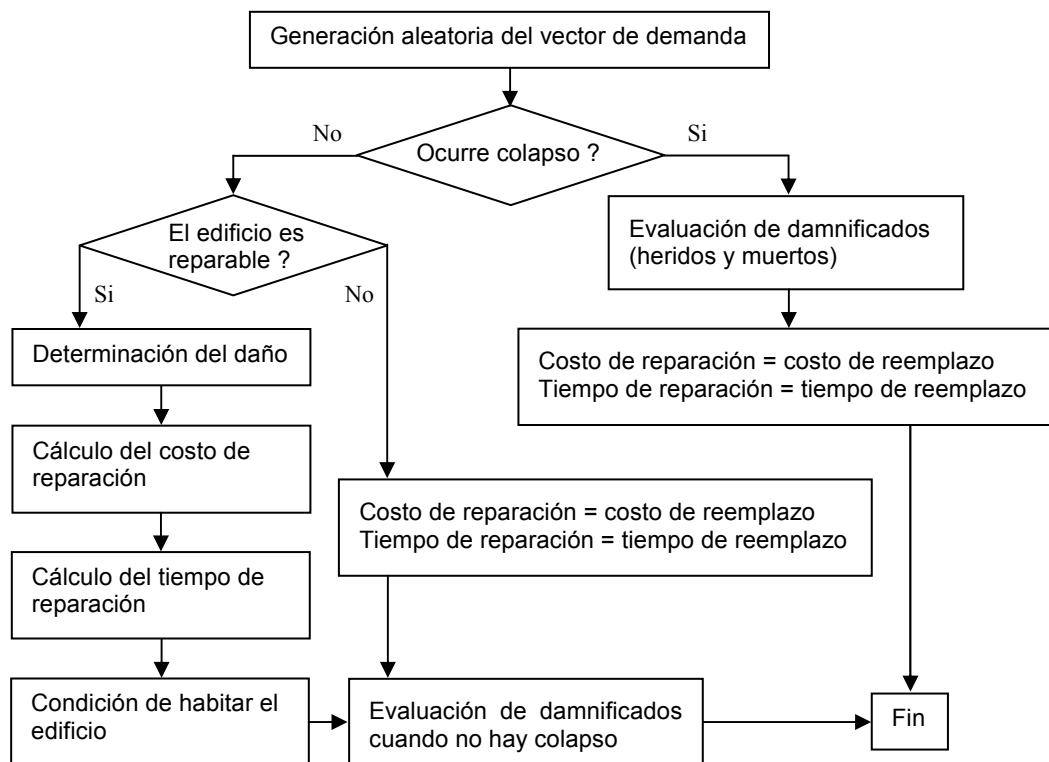 Generación aleatoria del vector de demanda
No
Si
Ocurre colapso ?
El edificio es
reparable ?
Evaluación de damnificados
(heridos y muertos)
Si
No
Determinación del daño
Costo de reparación = costo de reemplazo
Tiempo de reparación = tiempo de reemplazo
Cálculo del costo de
reparación
Costo de reparación = costo de reemplazo
Tiempo de reparación = tiempo de reemplazo
Cálculo del tiempo de
reparación
Condición de habitar el
edificio
Evaluación de damnificados
cuando no hay colapso
Fin